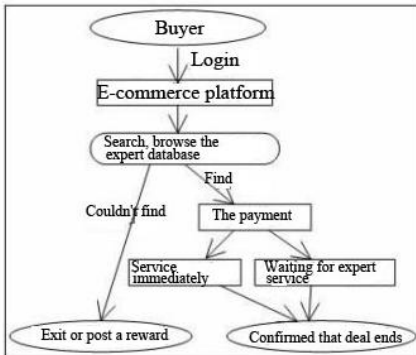 Buyer
Login
E-commerce platform
Search, browse the
expert database
Find
Couldn't find
The payment
Service
immediately
Waiting for expert
service
Exit or post a reward
Confirmed that deal ends